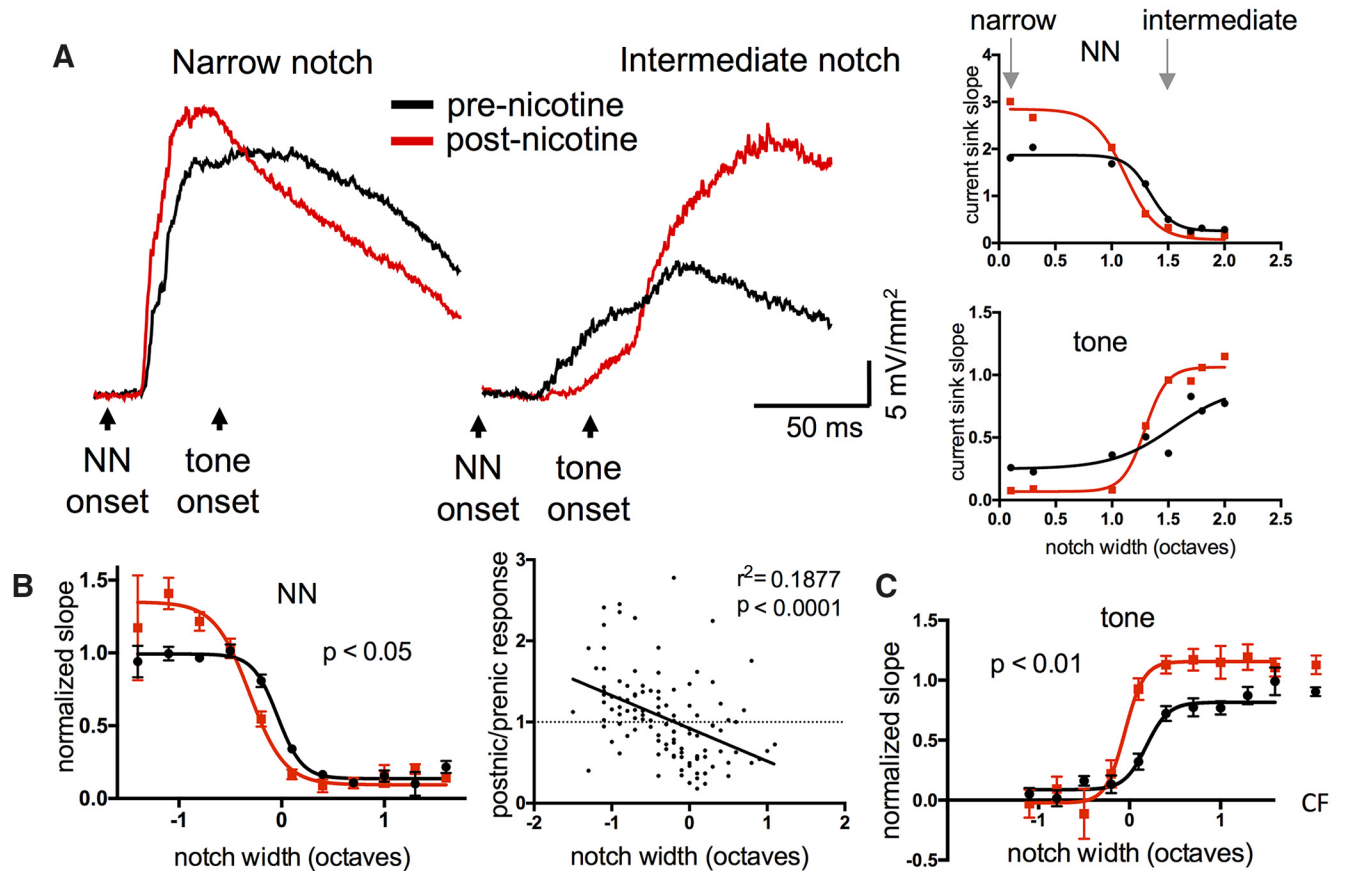 A
Narrow notch
Intermediate notch
pre-nicotine
post-nicotine
NN
onset
tone
onset
NN
onset
tone
onset
50 ms
5 mV/mm2
narrow
intermediate
NN
current sink slope
4
3
2
1
0
0.0 0.5 1.0 1.5 2.0 2.5
tone
current sink slope
1.5
1.0
0.5
0.0
0.0 0.5 1.0 1.5 2.0 2.5
notch width (octaves)
B
NN
p < 0.05
normalized slope
1.5
1.0
0.5
0.0
-1 0 1
notch width (octaves)
postnic/prenic response
r2= 0.1877
p < 0.0001
3
2
1
0
-2 -1 0 1 2
notch width (octaves)
C
tone
p < 0.01
normalized slope
1.5
1.0
0.5
0.0
-0.5
-1 0 1
CF
notch width (octaves)